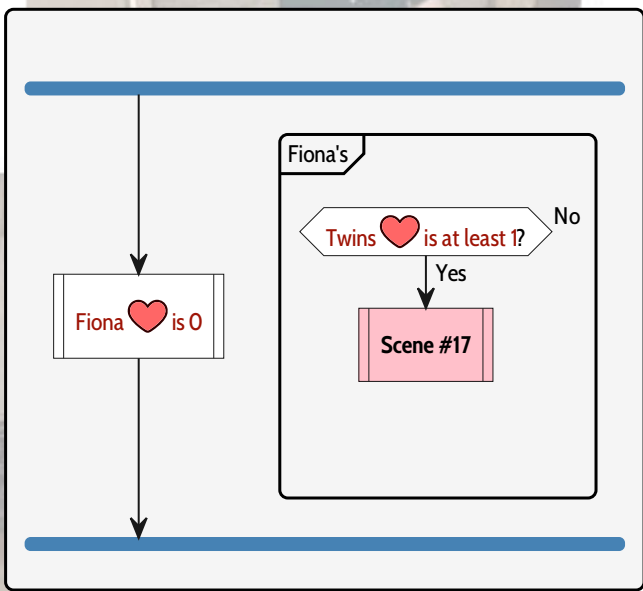 Fiona's
Twins ❤ is at least 1?
No
Yes
Fiona ❤ is 0
Scene #17